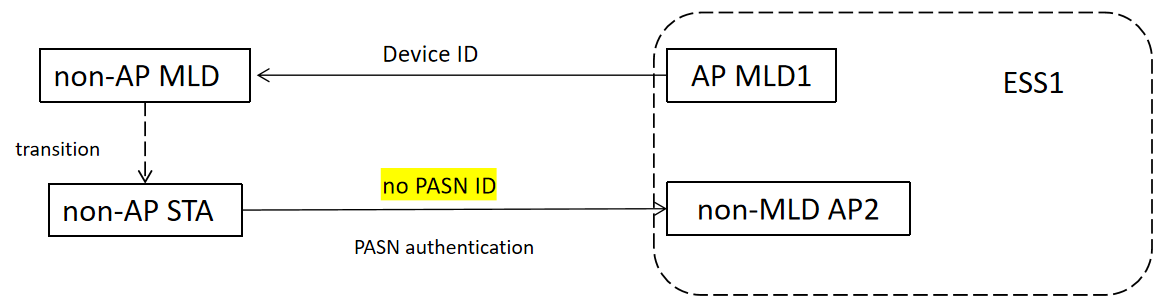 Device ID
non-AP MLD
AP MLD1
ESS1
transition
no PASN ID
non-AP STA
non-MLD AP2
PASN authentication